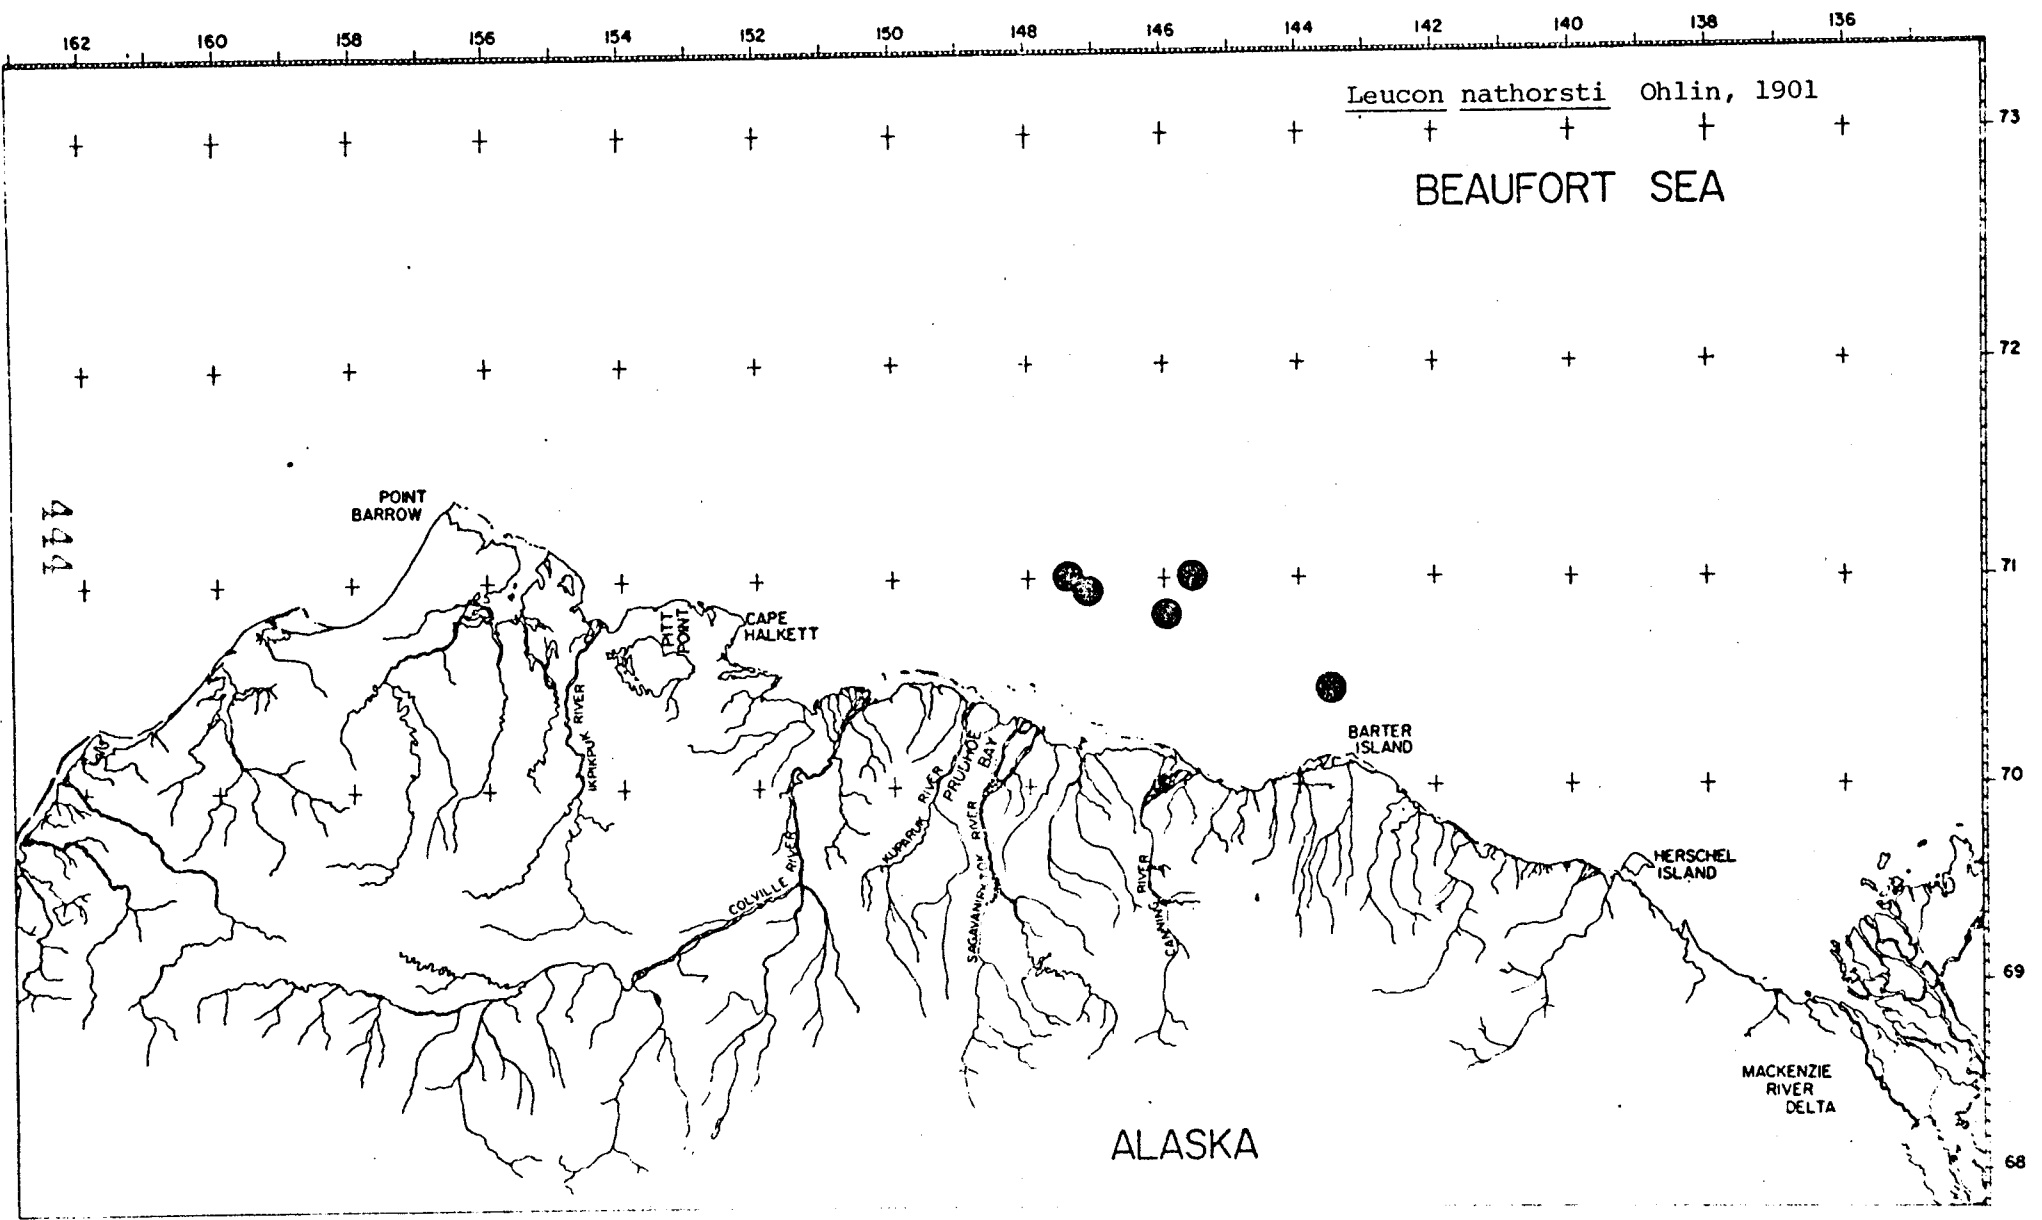 162 160 158 156 154 152 150 148 146 144 142 140 138 136
Leucon nathorsti Ohlin, 1901
73
BEAUFORT SEA
72
POINT
BARROW
444
71
PITT
POINT
CAPE
HALKETT
IKPIKPUK RIVER
BARTER
ISLAND
PRUDHOE
BAY
70
KUPARUK RIVER
SAGAVANIRKTOK RIVER
COLVILLE RIVER
CANNING RIVER
HERSCHEL
ISLAND
69
MACKENZIE
RIVER
DELTA
ALASKA
68